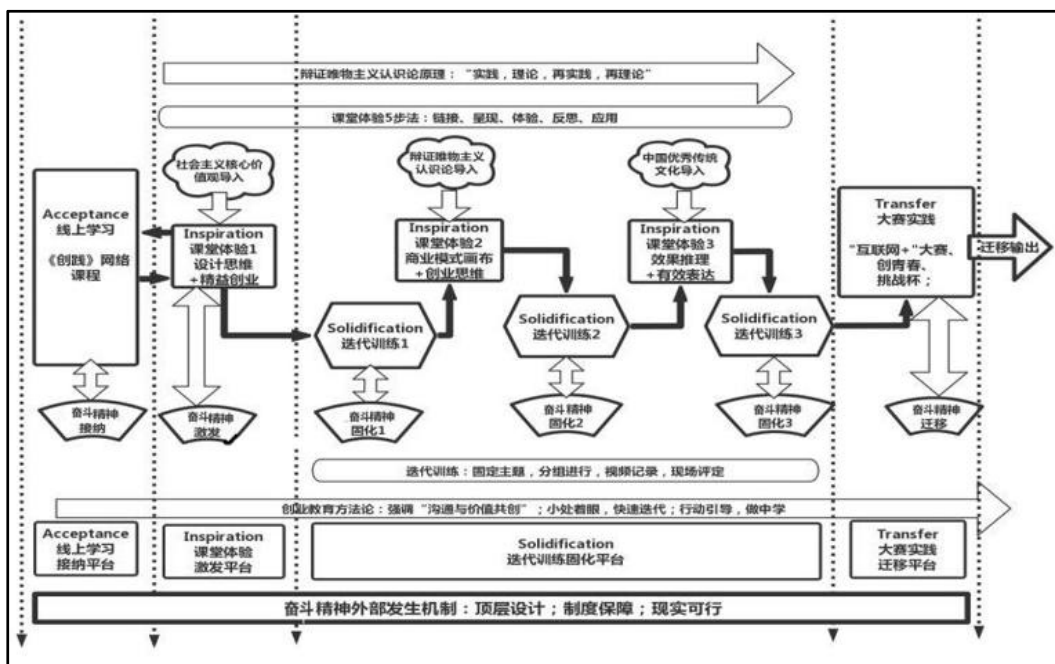 辩证唯物主义认识论原理："实践，理论，再实践，再理论"
课堂体验5步法：链接、呈现、体验、反思、应用
社会主义核心价
值观导入
辩证唯物主义
认识论导入
中国优秀传统
文化导入
Acceptance
线上学习
《创践》网络
课程
Inspiration
课堂体验1
设计思维
+精益创业
Inspiration
课堂体验2
商业模式画布
+创业思维
Inspiration
课堂体验3
效果推理
+有效表达
Transfer
大赛实践
"互联网+"大赛、
创青春、
挑战杯；
迁移输出
Solidification
迭代训练1
Solidification
迭代训练2
Solidification
迭代训练3
奋斗精神
接纳
奋斗精神
激发
奋斗精神
固化1
奋斗精神
固化2
奋斗精神
固化3
奋斗精神
迁移
迭代训练：固定主题，分组进行，视频记录，现场评定
创业教育方法论：强调"沟通与价值共创"；小处着眼，快速迭代；行动引导，做中学
Acceptance
线上学习
接纳平台
Inspiration
课堂体验
激发平台
Solidification
迭代训练固化平台
Transfer
大赛实践
迁移平台
奋斗精神外部发生机制：顶层设计；制度保障；现实可行